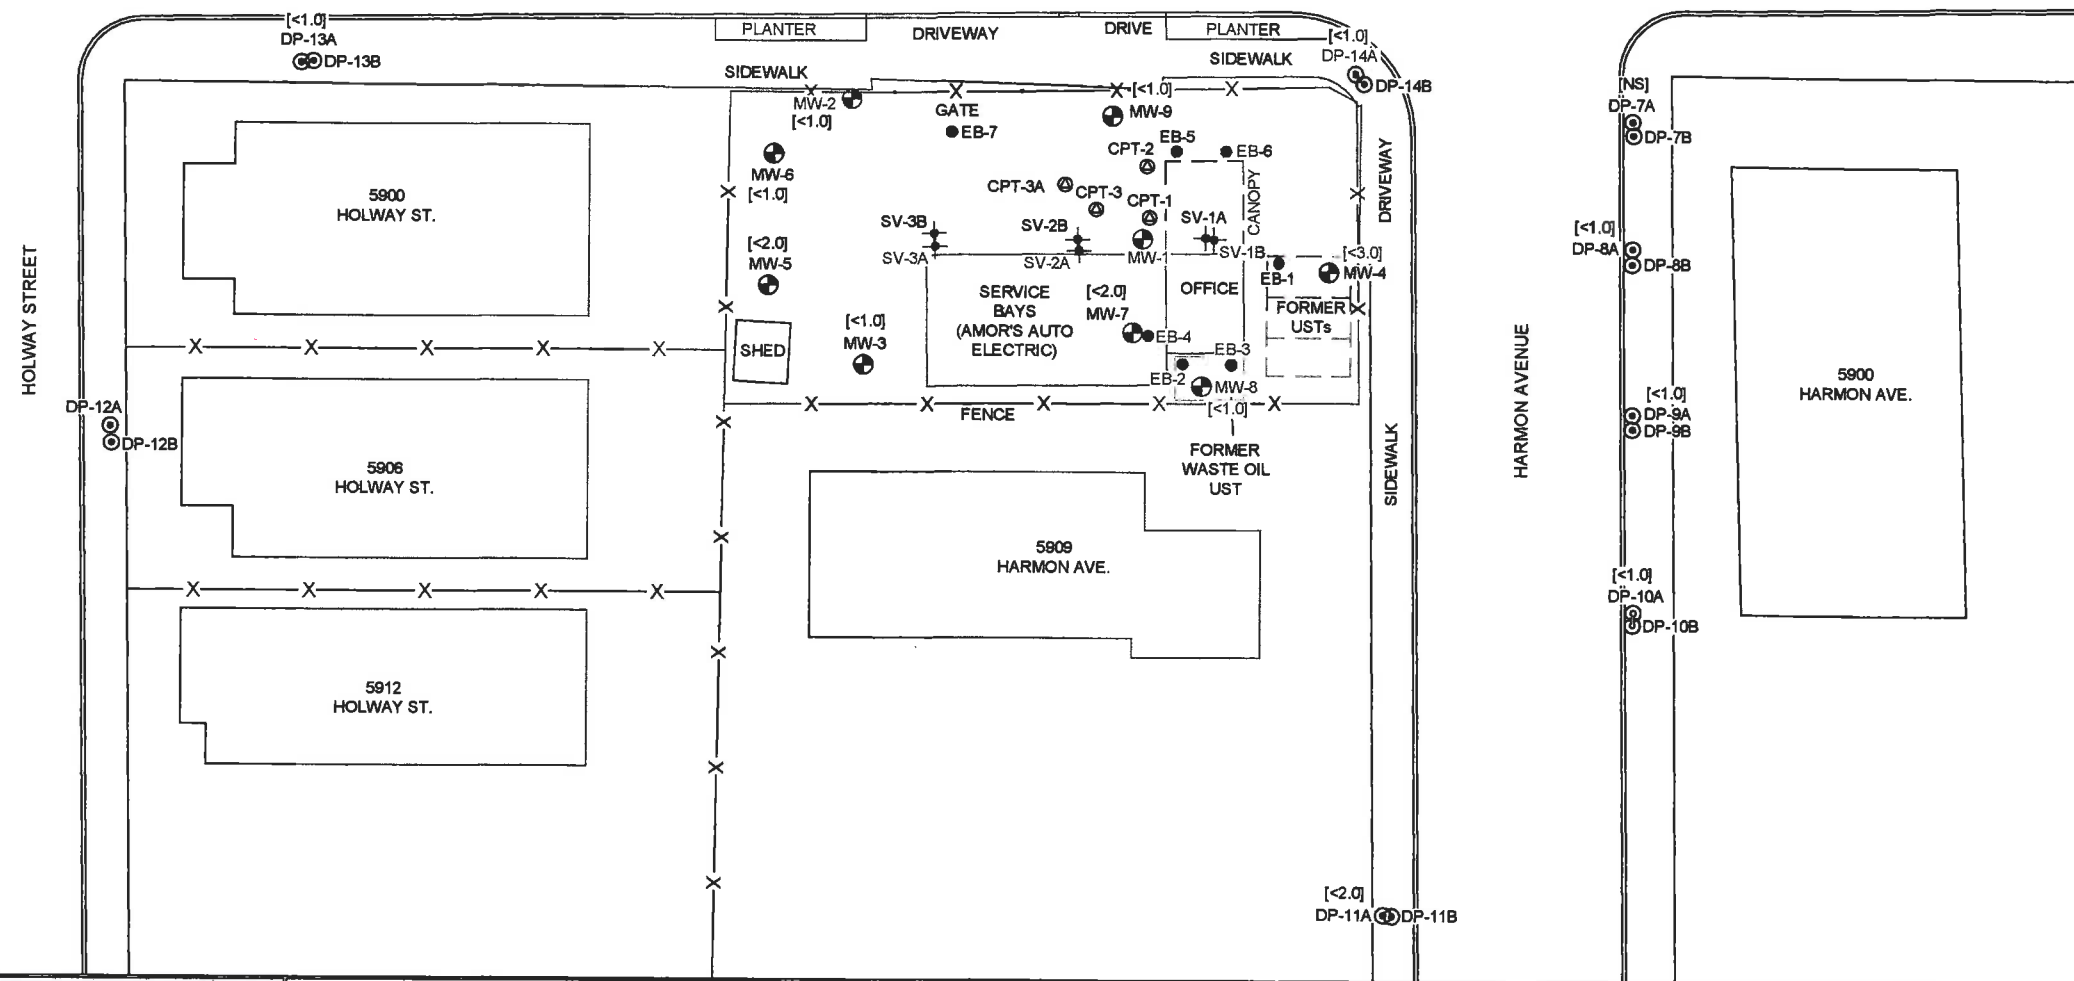 [<1.0]
DP-13A
DP-13B
PLANTER
DRIVEWAY
DRIVE
PLANTER
[<1.0]
DP-14A
DP-14B
SIDEWALK
SIDEWALK
MW-2
[<1.0]
GATE
EB-7
[<1.0]
MW-9
[NS]
DP-7A
DP-7B
MW-6
[<1.0]
CPT-2
EB-5
EB-6
CPT-3A
CPT-3
CPT-1
CANOPY
DRIVEWAY
5900
HOLWAY ST.
SV-3B
SV-3A
SV-2B
SV-2A
MW-1
SV-1A
SV-1B
[<2.0]
MW-5
EB-1
[<3.0]
MW-4
[<1.0]
DP-8A
DP-8B
HOLWAY STREET
SERVICE
BAYS
(AMOR'S AUTO
ELECTRIC)
[<2.0]
MW-7
EB-4
OFFICE
FORMER
USTs
SHED
[<1.0]
MW-3
EB-3
EB-2
MW-8
[<1.0]
FENCE
FORMER
WASTE OIL
UST
SIDEWALK
HARMON AVENUE
[<1.0]
DP-9A
DP-9B
5900
HARMON AVE.
DP-12A
DP-12B
5906
HOLWAY ST.
5909
HARMON AVE.
[<1.0]
DP-10A
DP-10B
5912
HOLWAY ST.
[<2.0]
DP-11A
DP-11B